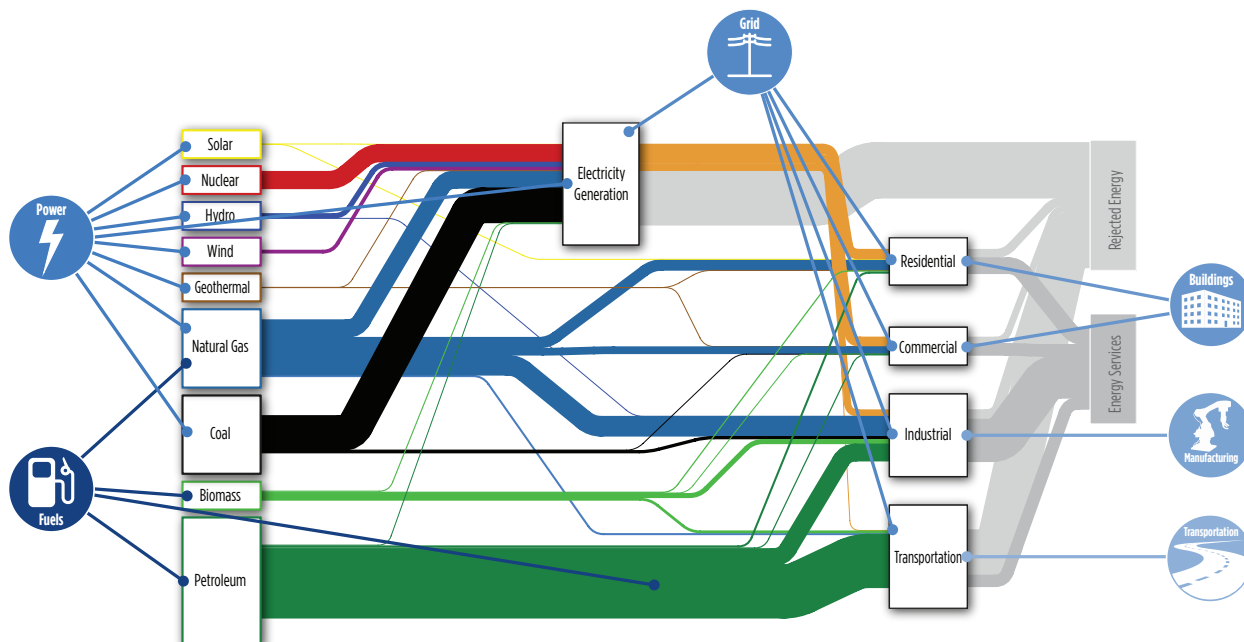 Grid
Solar
Nuclear
Hydro
Wind
Geothermal
Natural Gas
Coal
Biomass
Petroleum
Power
Fuels
Electricity
Generation
Residential
Commercial
Industrial
Transportation
Rejected Energy
Energy Services
Buildings
Manufacturing
Transportation